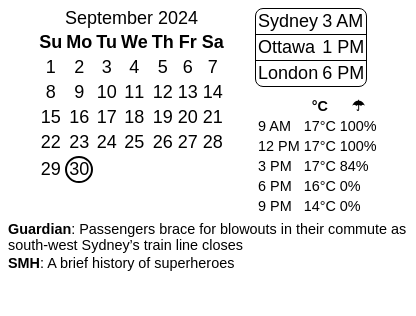 September 2024
Su Mo Tu We Th Fr Sa
1 2 3 4 5 6 7
8 9 10 11 12 13 14
15 16 17 18 19 20 21
22 23 24 25 26 27 28
29 30
Sydney 3 AM
Ottawa 1 PM
London 6 PM
°C ☂
9 AM 17°C 100%
12 PM 17°C 100%
3 PM 17°C 84%
6 PM 16°C 0%
9 PM 14°C 0%
Guardian: Passengers brace for blowouts in their commute as
south-west Sydney’s train line closes
SMH: A brief history of superheroes